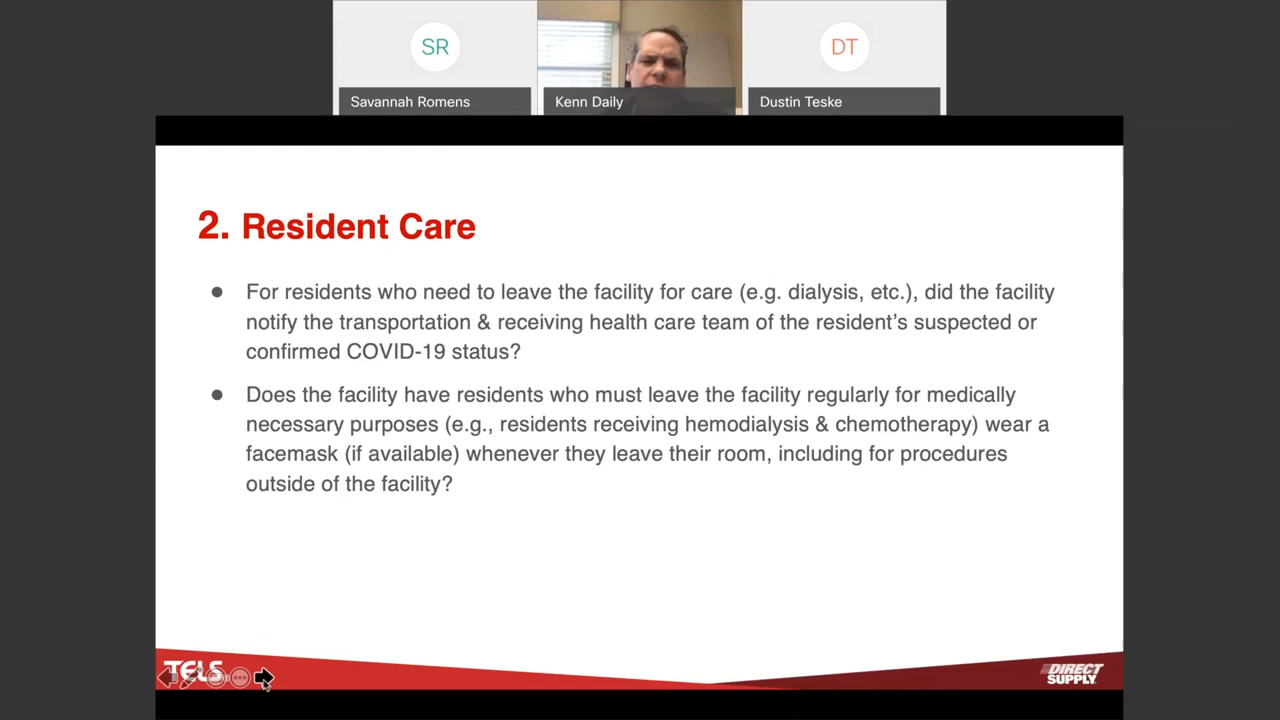 SR
DT
Savannah Romens
Kenn Daily
Dustin Teske
2. Resident Care
● For residents who need to leave the facility for care (e.g. dialysis, etc.), did the facility
notify the transportation & receiving health care team of the resident's suspected or
confirmed COVID-19 status?
● Does the facility have residents who must leave the facility regularly for medically
necessary purposes (e.g., residents receiving hemodialysis & chemotherapy) wear a
facemask (if available) whenever they leave their room, including for procedures
outside of the facility?
TELS
DIRECT
SUPPLY